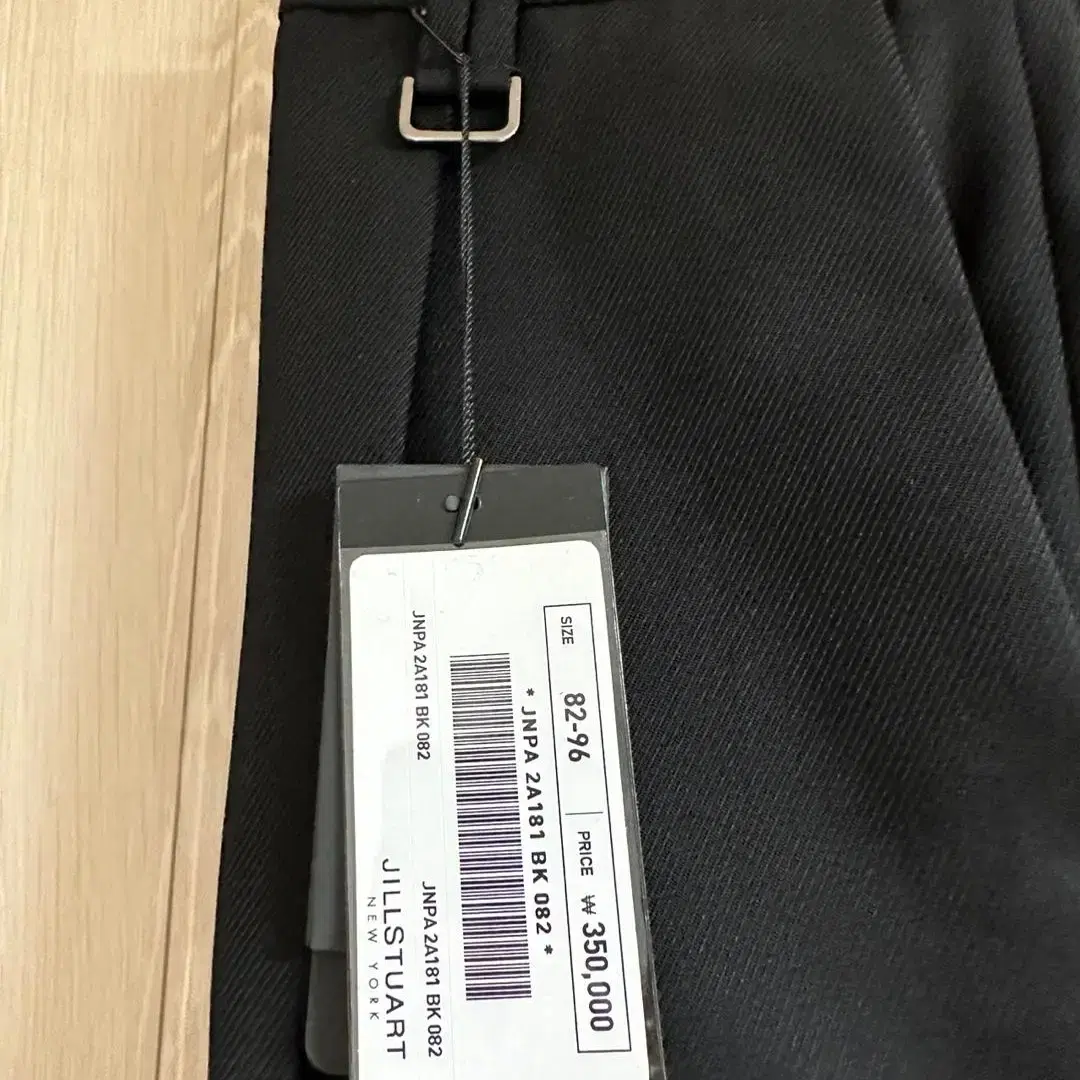 SIZE 82-96 PRICE ₩ 350,000
* JNPA 2A181 BK 082 *
JNPA 2A181 BK 082
JNPA 2A181 BK 082
JILLSTUART
NEW YORK